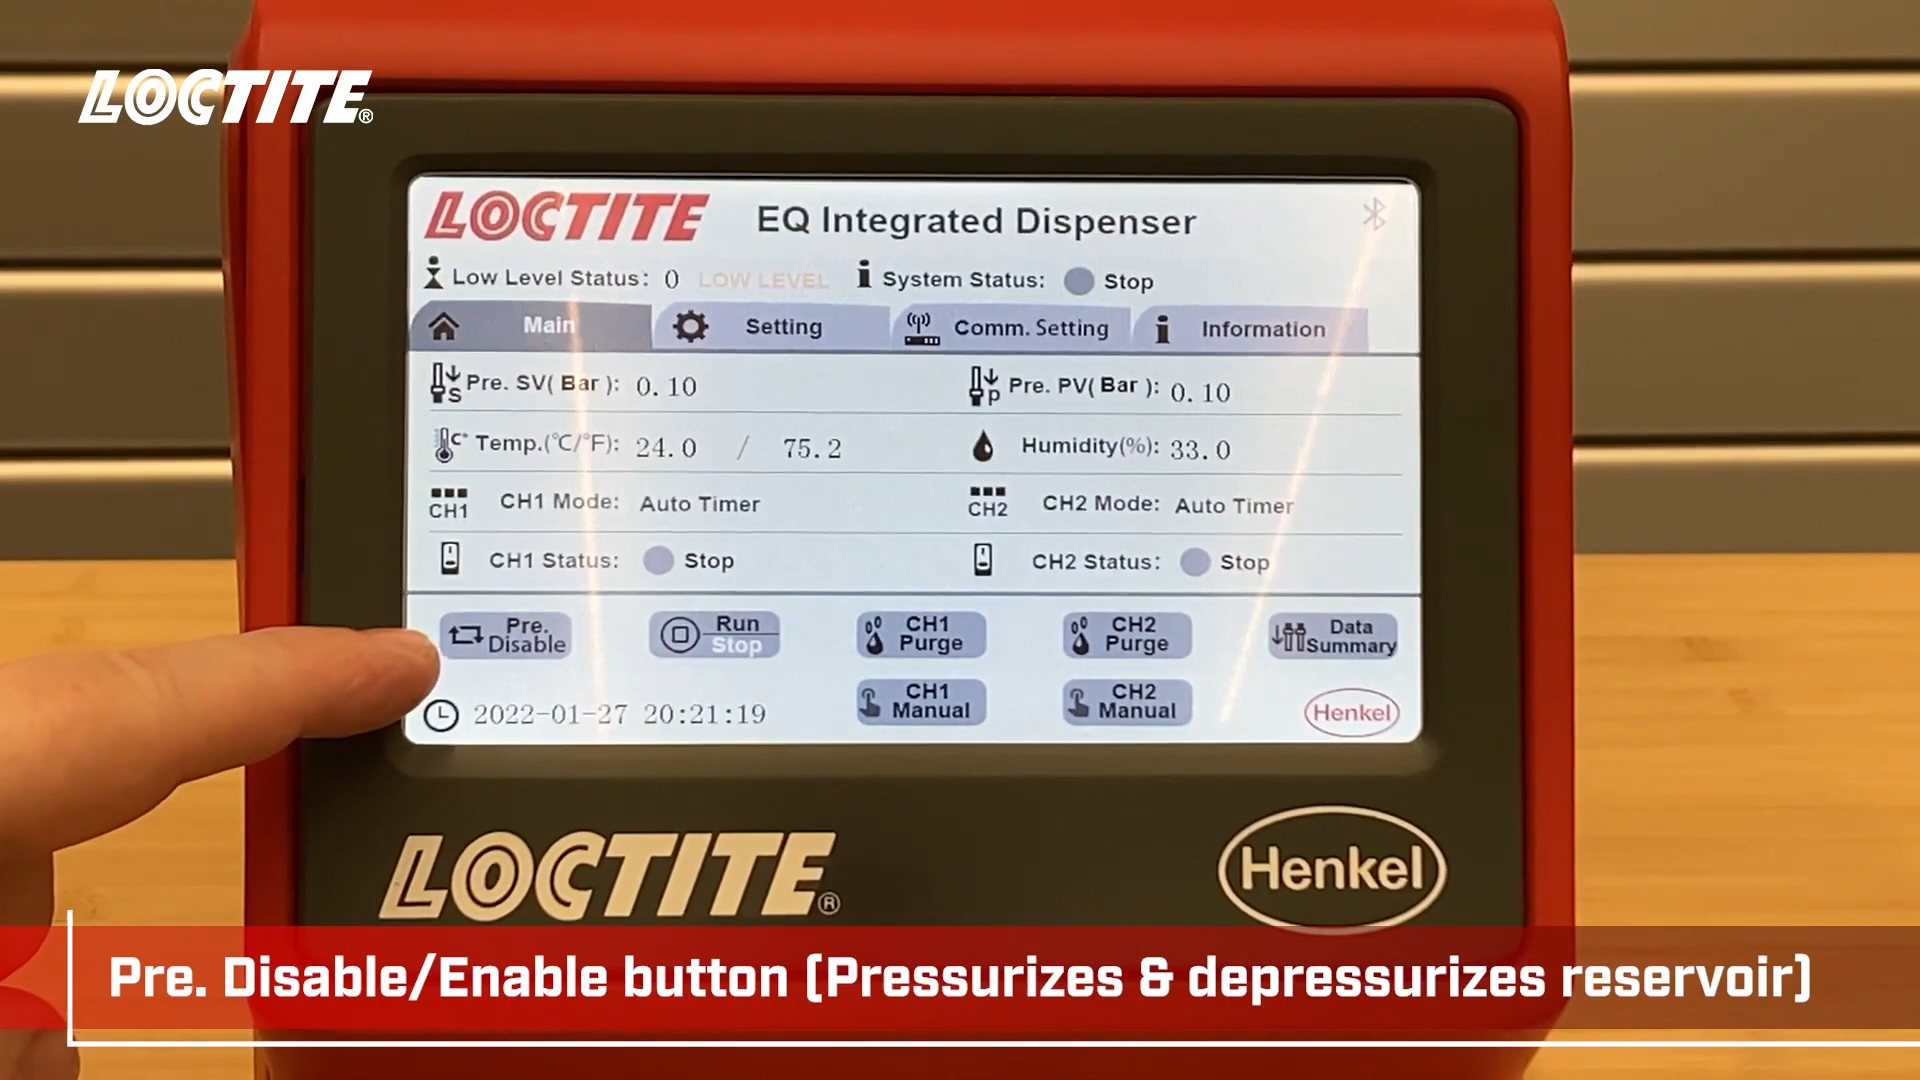 LOCTITE®
LOCTITE EQ Integrated Dispenser
Low Level Status: 0 LOW LEVEL System Status: Stop
Main Setting Comm. Setting Information
Pre. SV( Bar ): 0.10 Pre. PV( Bar ): 0.10
Temp.(℃/℉): 24.0 / 75.2 Humidity(%): 33.0
CH1 CH1 Mode: Auto Timer CH2 CH2 Mode: Auto Timer
CH1 Status: Stop CH2 Status: Stop
Pre. Disable
Run Stop
CH1 Purge
CH2 Purge
Data Summary
2022-01-27 20:21:19
CH1 Manual
CH2 Manual
Henkel
LOCTITE®
Henkel
Pre. Disable/Enable button (Pressurizes & depressurizes reservoir)